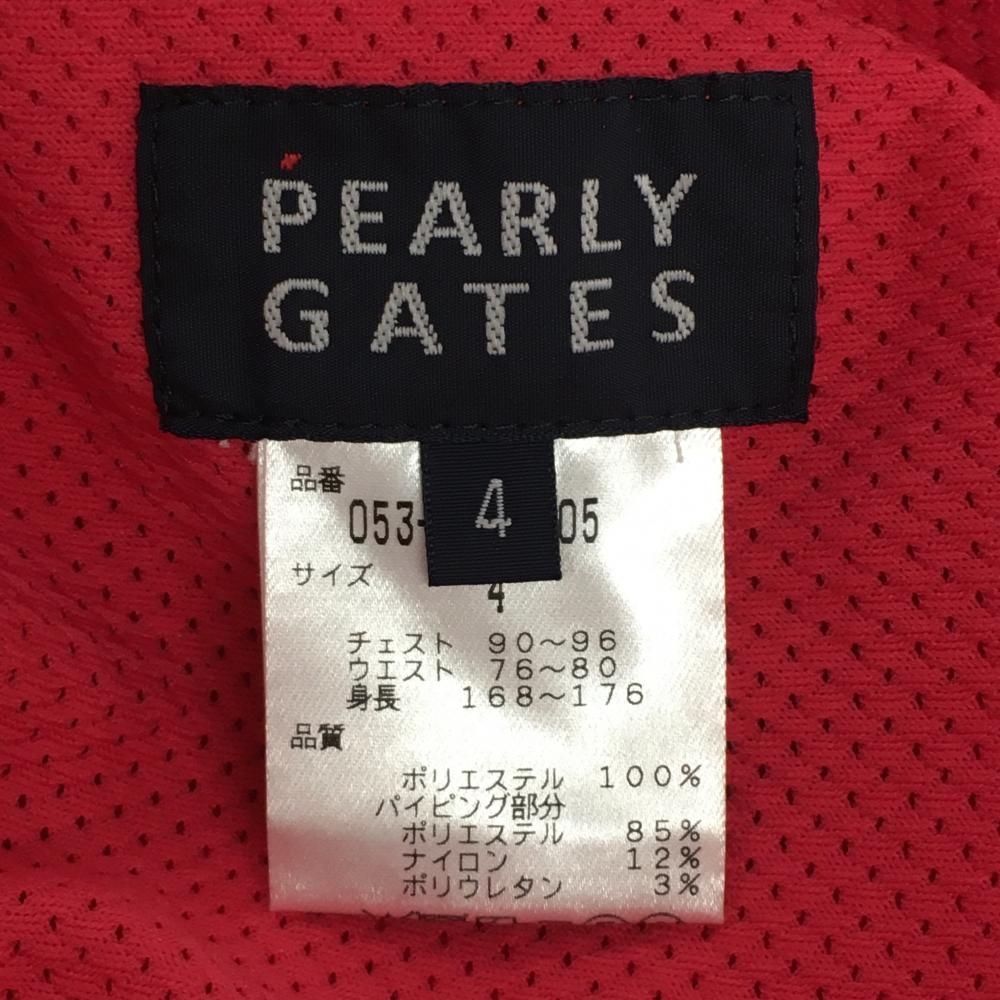 PEARLY
GATES
4
品番
053- 05
サイズ
4
チェスト 90～96
ウエスト 76～80
身長 168～176
品質
ポリエステル 100%
パイピング部分
ポリエステル 85%
ナイロン 12%
ポリウレタン 3%